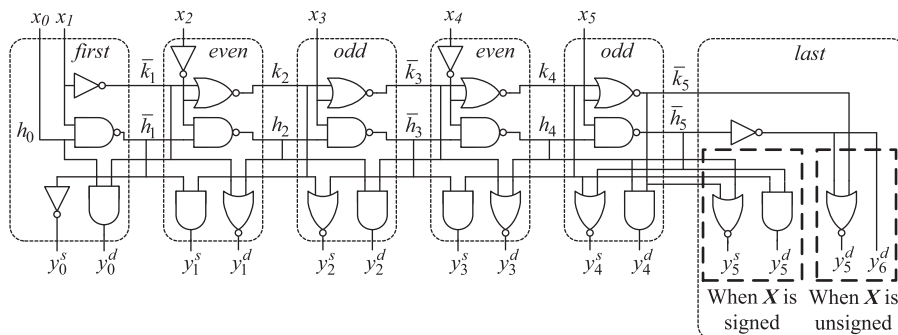 x₀ x₁ x₂ x₃ x₄ x₅
first even odd even odd last
k̅₁ k₂ k̅₃ k₄ k̅₅
h₀ h̅₁ h₂ h̅₃ h₄ h̅₅
y₀ˢ y₀ᵈ y₁ˢ y₁ᵈ y₂ˢ y₂ᵈ y₃ˢ y₃ᵈ y₄ˢ y₄ᵈ y₅ˢ y₅ᵈ y₅ᵈ y₆ᵈ
When X is
signed
When X is
unsigned